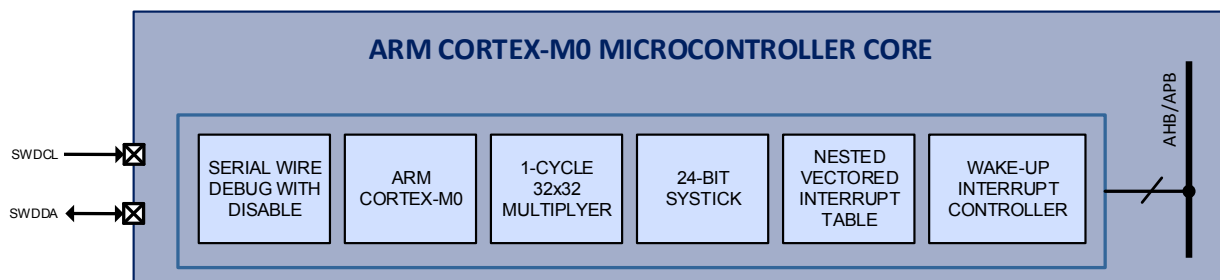 ARM CORTEX-M0 MICROCONTROLLER CORE
AHB/APB
SWDCL
SWDDA
SERIAL WIRE
DEBUG WITH
DISABLE
ARM
CORTEX-M0
1-CYCLE
32x32
MULTIPLYER
24-BIT
SYSTICK
NESTED
VECTORED
INTERRUPT
TABLE
WAKE-UP
INTERRUPT
CONTROLLER